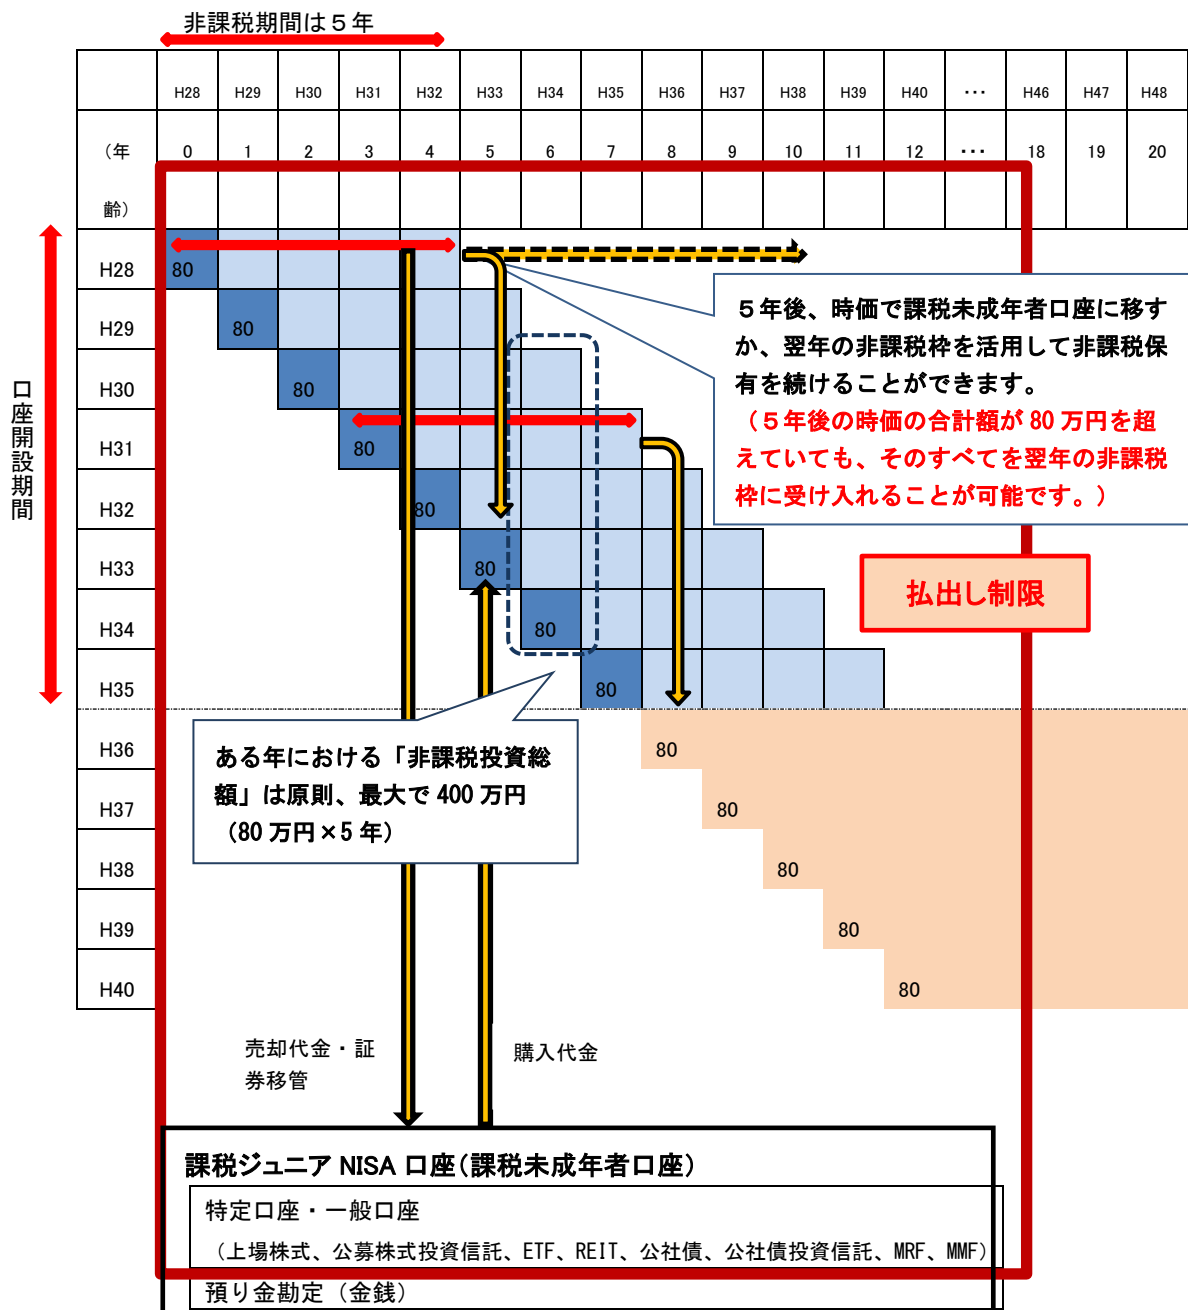 非課税期間は５年
H28 H29 H30 H31 H32 H33 H34 H35 H36 H37 H38 H39 H40 ･･･ H46 H47 H48
（年 0 1 2 3 4 5 6 7 8 9 10 11 12 ･･･ 18 19 20
齢）
口座開設期間
H28 80
H29 80
H30 80
H31 80
H32 80
H33 80
H34 80
H35 80
H36 80
H37 80
H38 80
H39 80
H40 80
５年後、時価で課税未成年者口座に移す
か、翌年の非課税枠を活用して非課税保
有を続けることができます。
（５年後の時価の合計額が 80 万円を超
えていても、そのすべてを翌年の非課税
枠に受け入れることが可能です。）
払出し制限
ある年における「非課税投資総
額」は原則、最大で 400 万円
（80 万円×5 年）
売却代金・証
券移管
購入代金
課税ジュニア NISA 口座（課税未成年者口座）
特定口座・一般口座
（上場株式、公募株式投資信託、ETF、REIT、公社債、公社債投資信託、MRF、MMF）
預り金勘定（金銭）